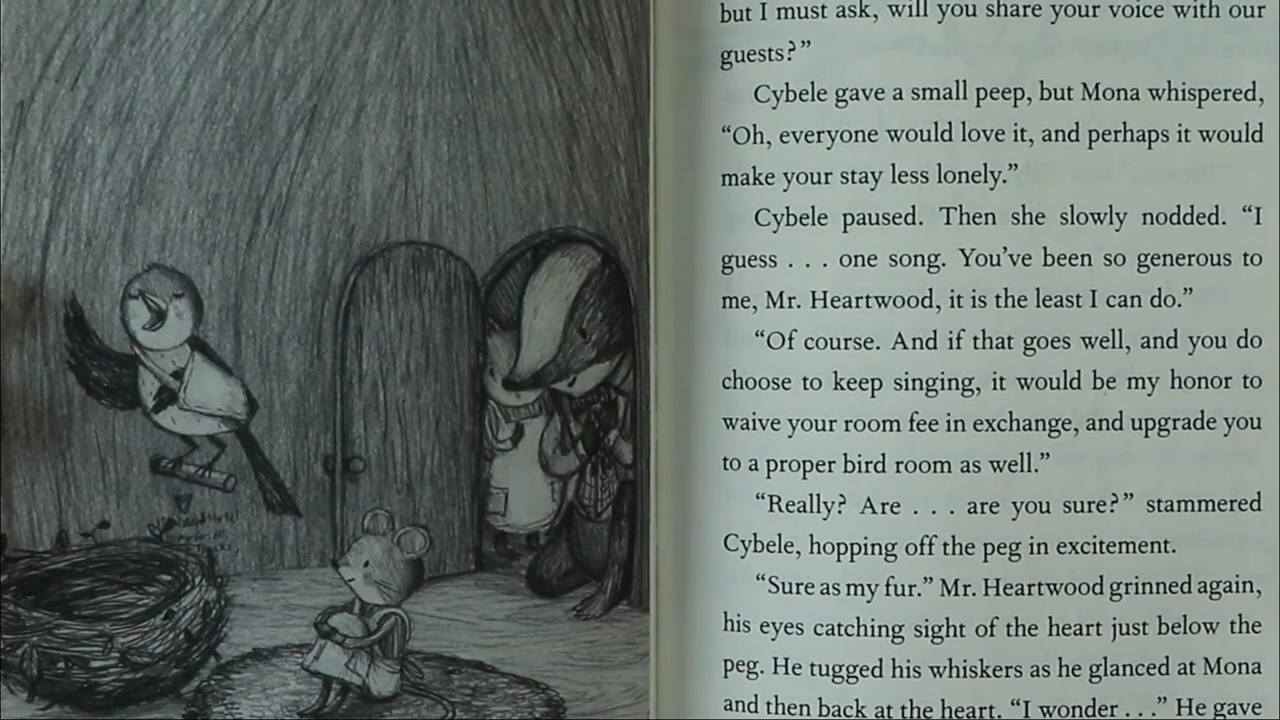 but I must ask, will you share your voice with our
guests?”
Cybele gave a small peep, but Mona whispered,
“Oh, everyone would love it, and perhaps it would
make your stay less lonely.”
Cybele paused. Then she slowly nodded. “I
guess . . . one song. You’ve been so generous to
me, Mr. Heartwood, it is the least I can do.”
“Of course. And if that goes well, and you do
choose to keep singing, it would be my honor to
waive your room fee in exchange, and upgrade you
to a proper bird room as well.”
“Really? Are . . . are you sure?” stammered
Cybele, hopping off the peg in excitement.
“Sure as my fur.” Mr. Heartwood grinned again,
his eyes catching sight of the heart just below the
peg. He tugged his whiskers as he glanced at Mona
and then back at the heart. “I wonder . . .” He gave